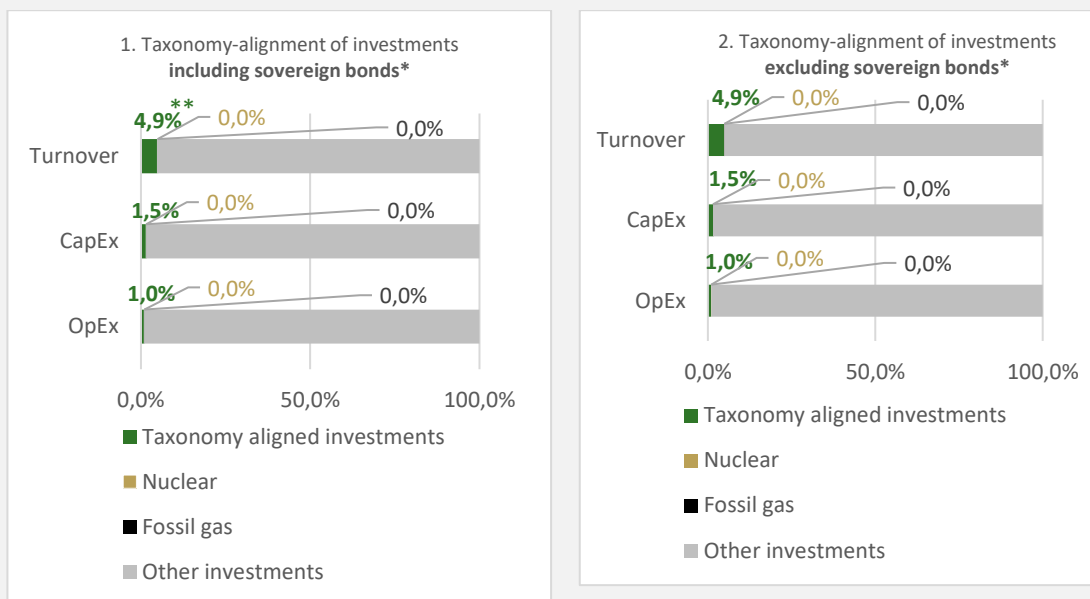 1. Taxonomy-alignment of investments
including sovereign bonds*
**
4,9%
0,0%
0,0%
Turnover
1,5%
0,0%
0,0%
CapEx
1,0%
0,0%
0,0%
OpEx
0,0%
50,0%
100,0%
Taxonomy aligned investments
Nuclear
Fossil gas
Other investments
2. Taxonomy-alignment of investments
excluding sovereign bonds*
4,9%
0,0%
0,0%
Turnover
1,5%
0,0%
0,0%
CapEx
1,0%
0,0%
0,0%
OpEx
0,0%
50,0%
100,0%
Taxonomy aligned investments
Nuclear
Fossil gas
Other investments